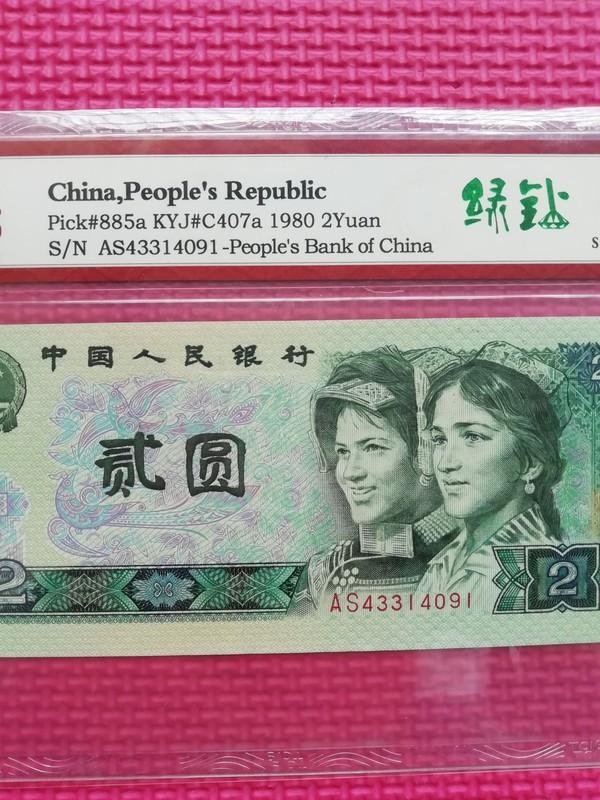 China,People's Republic
Pick#885a KYJ#C407a 1980 2Yuan
S/N AS43314091-People's Bank of China
绿钻
S
中国人民银行
贰圆
2
AS43314091
2